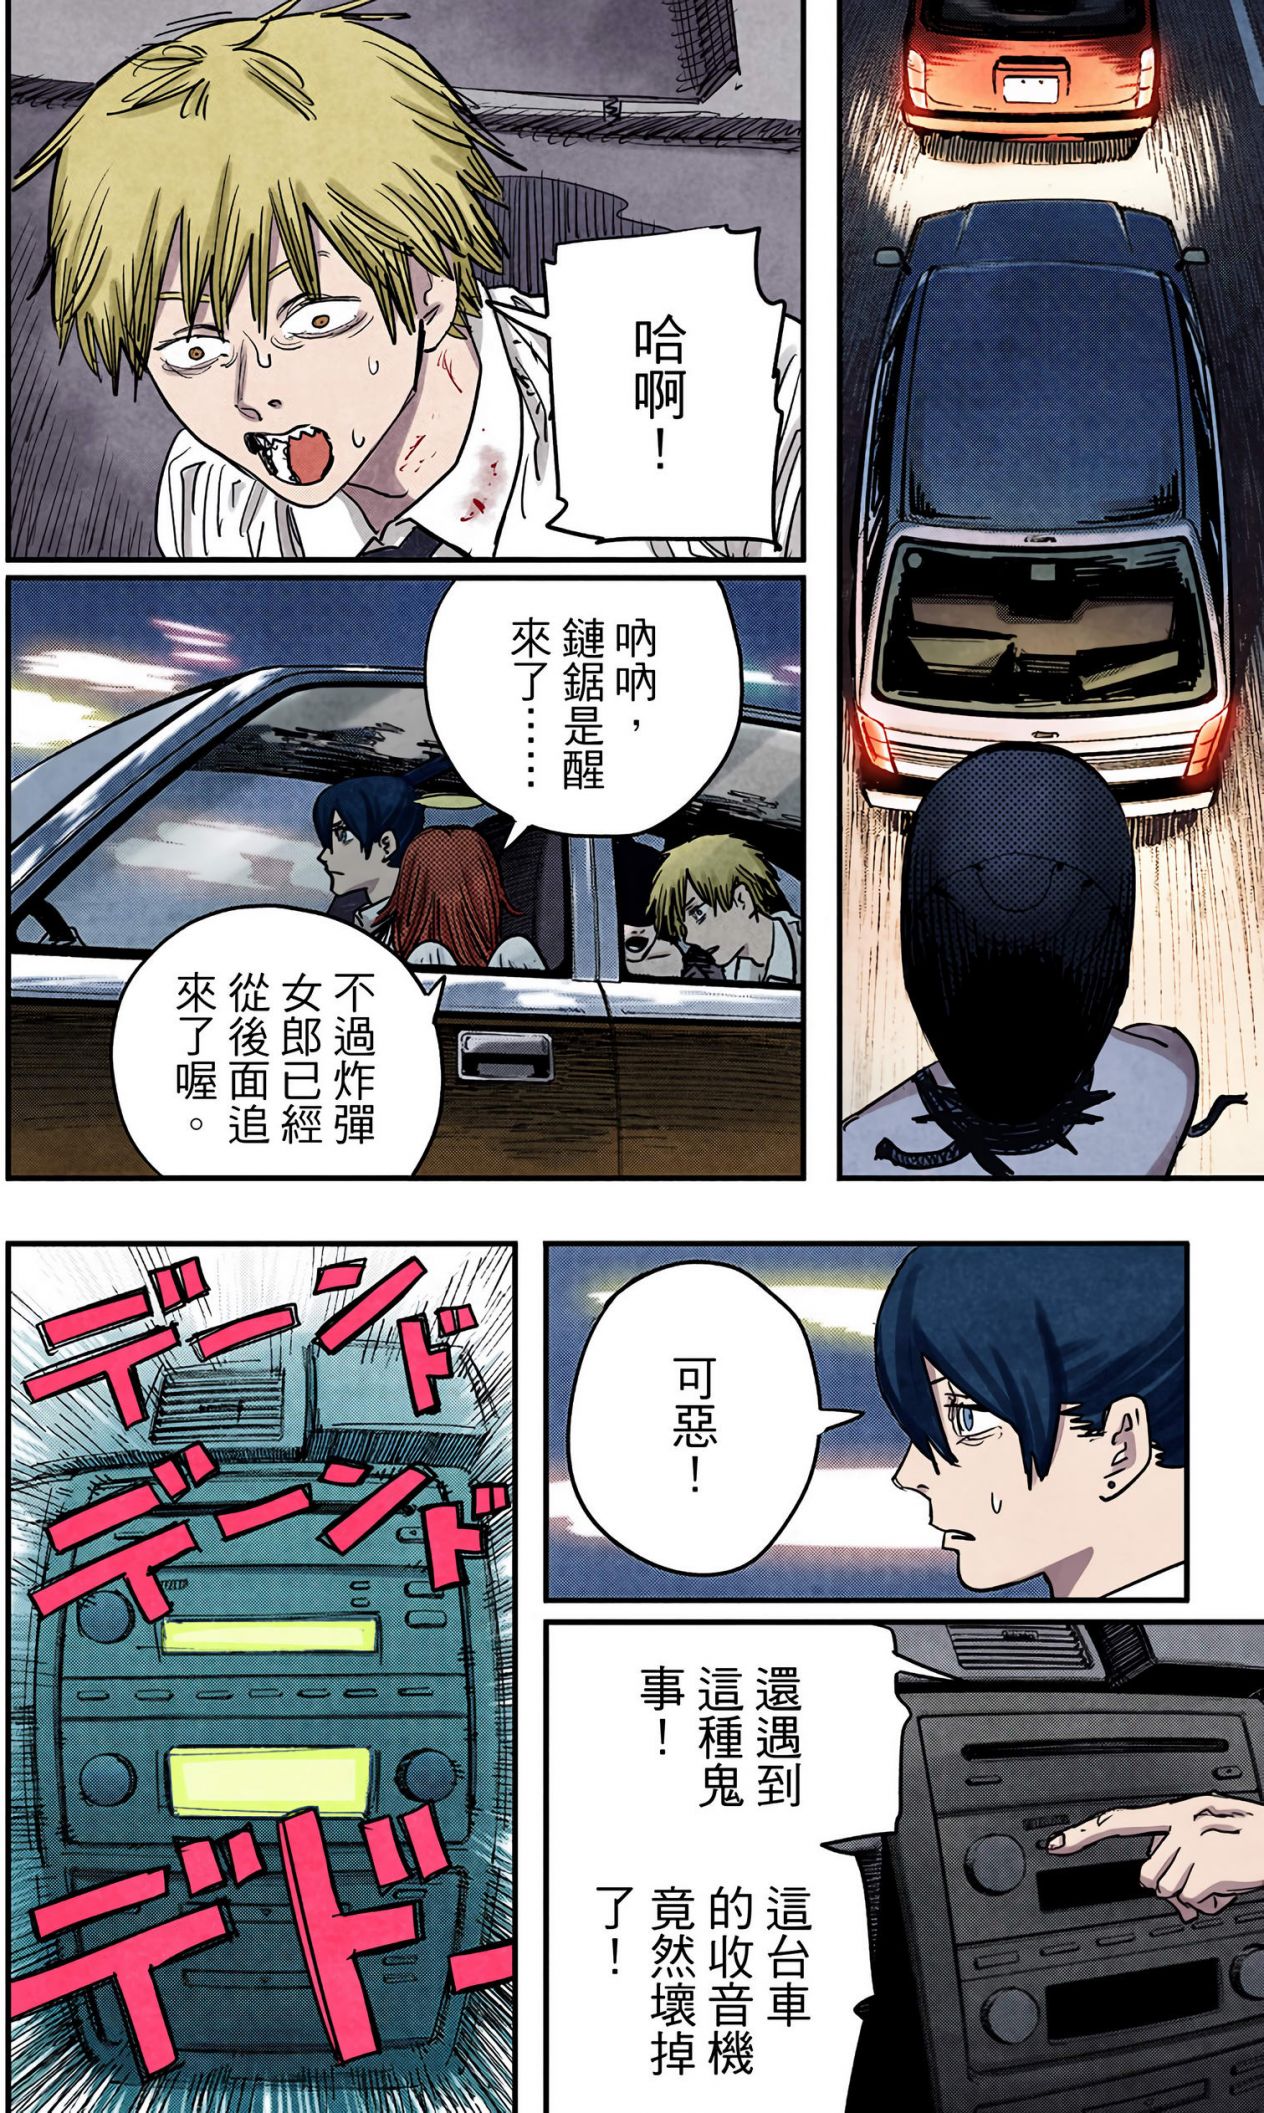 哈啊！
吶吶，
鏈鋸是醒
來了……
不過炸彈
女郎已經
從後面追
來了喔。
可惡！
還遇到
這種鬼
事！
這台車
的收音機
竟然壞掉
了！
デーンド
デーンド
デド